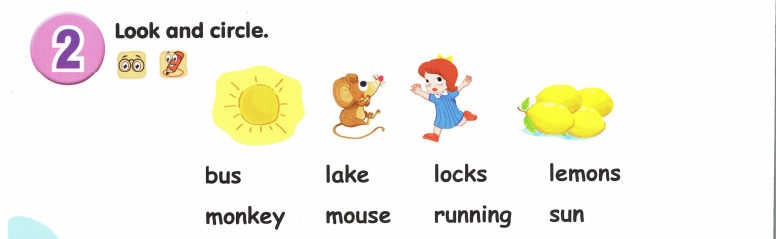 2
Look and circle.
bus lake locks lemons
monkey mouse running sun